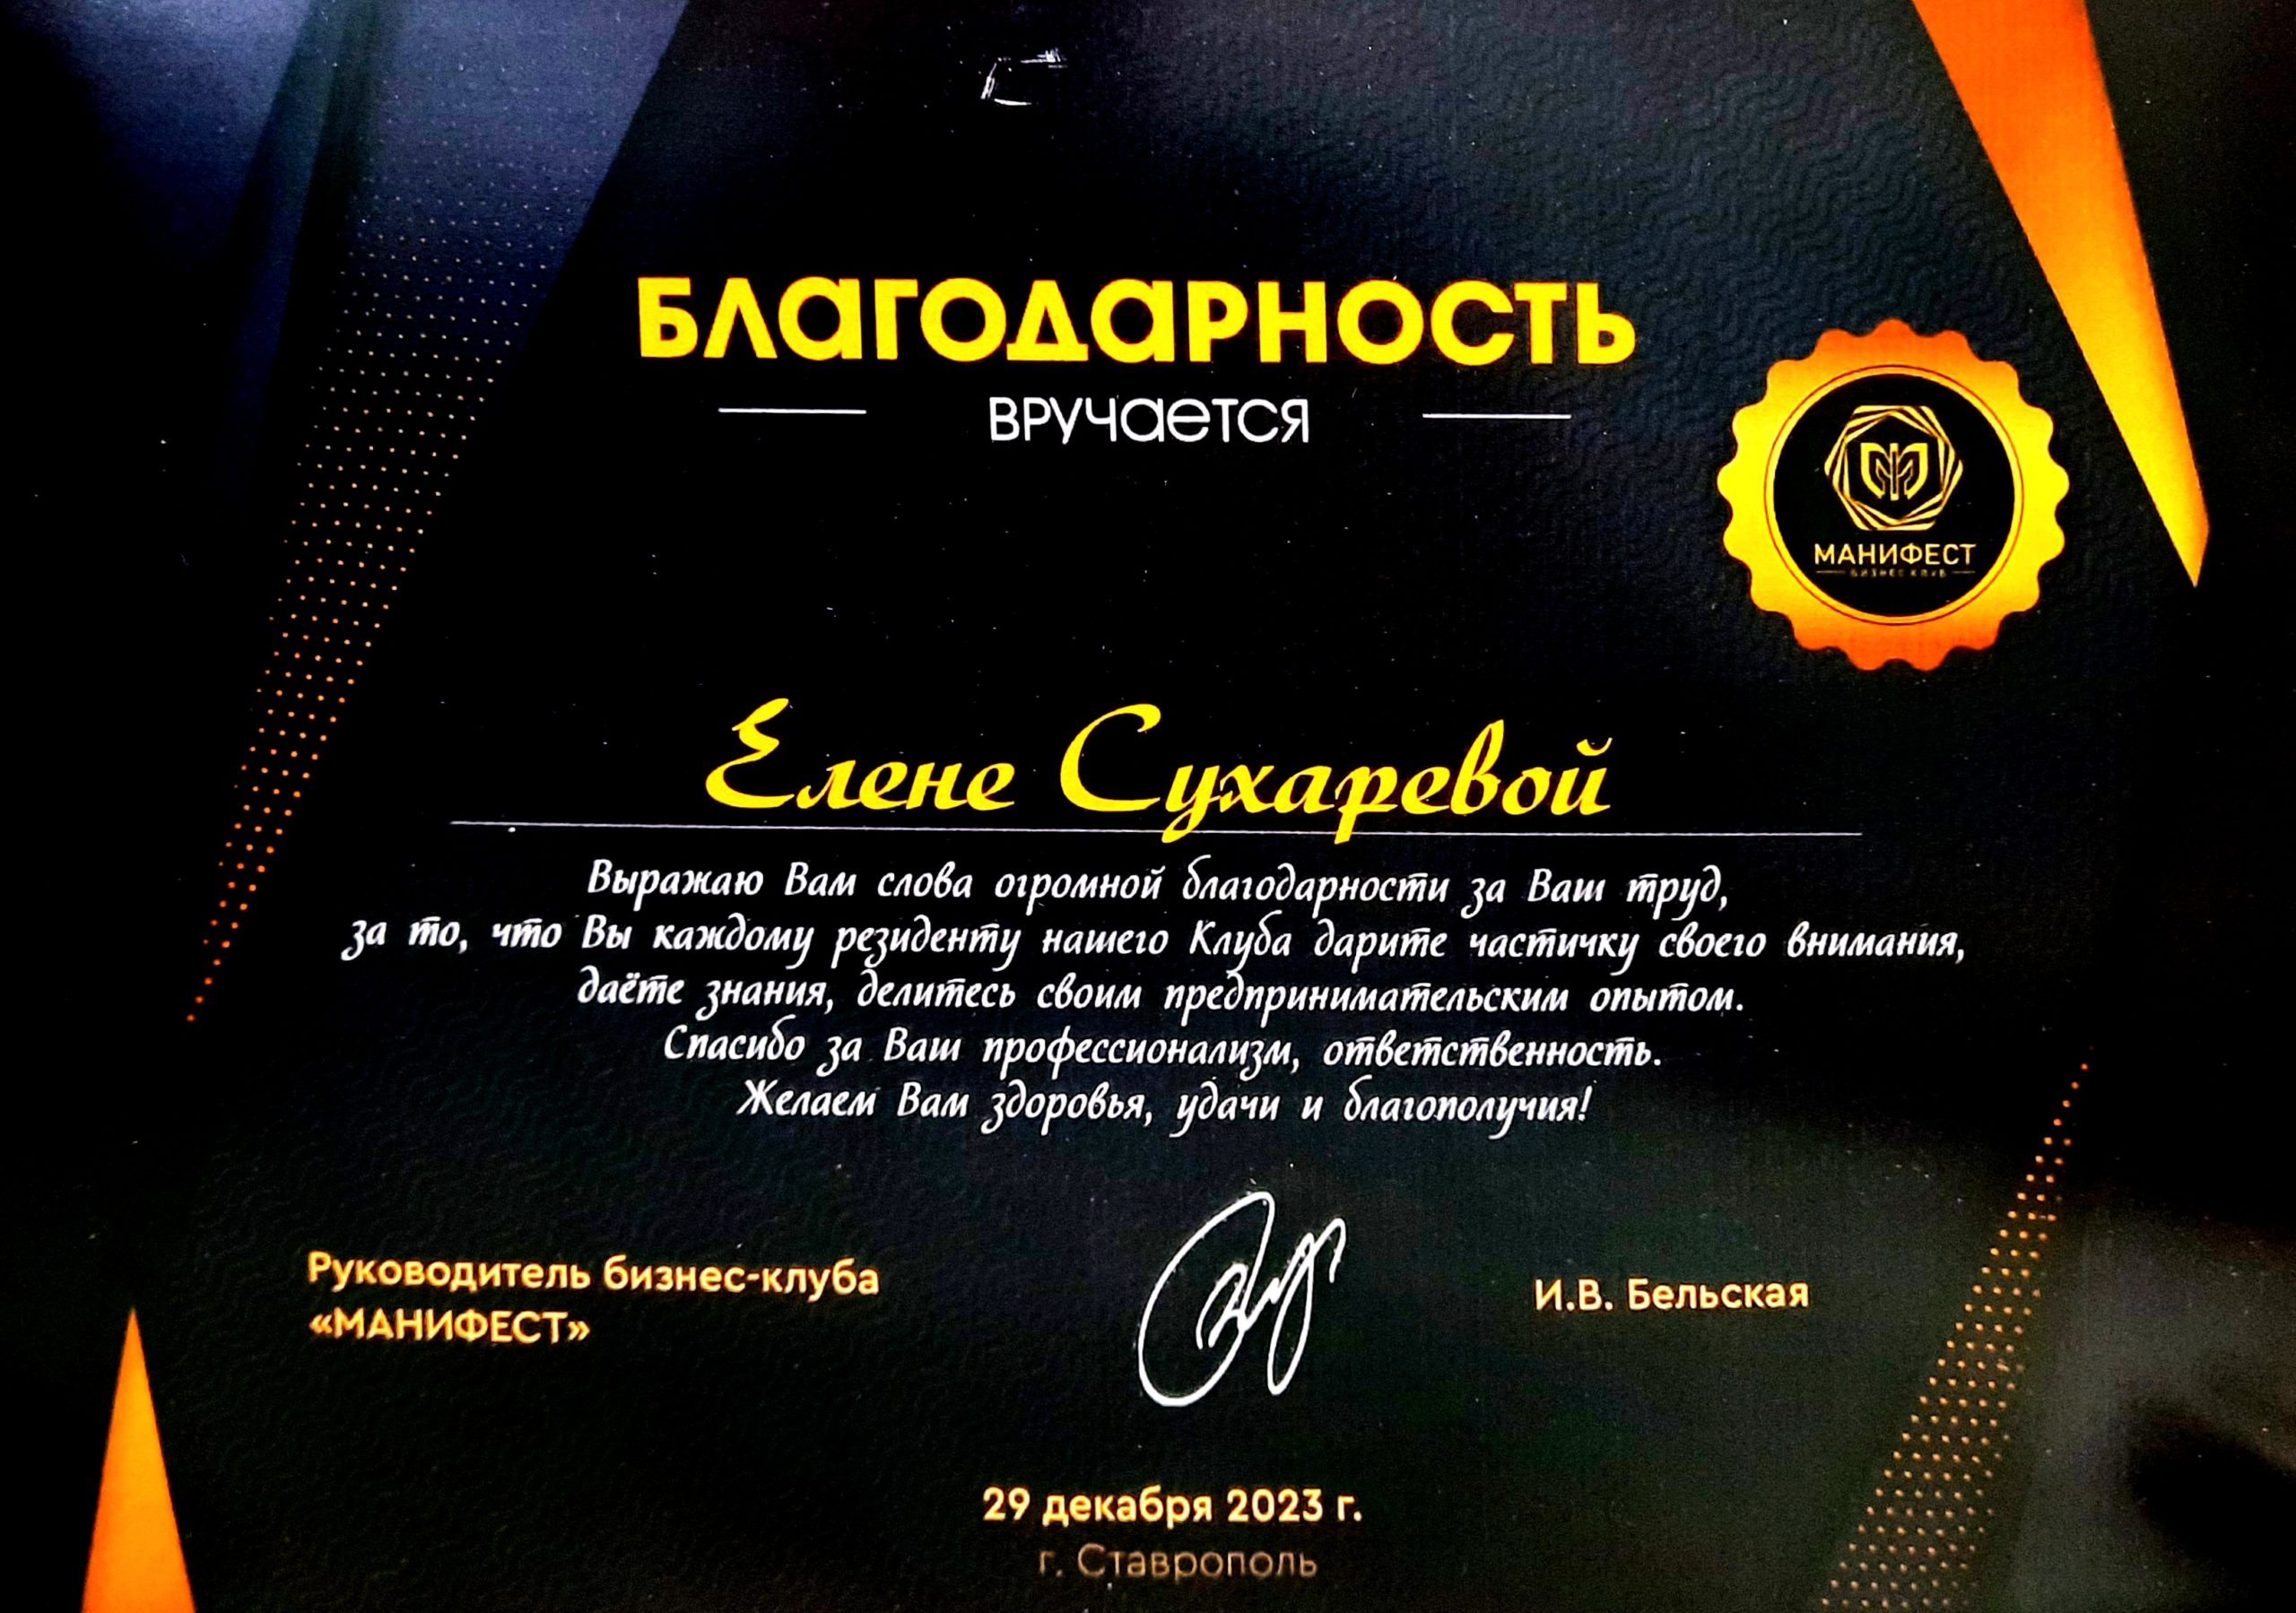 БЛАГОДАРНОСТЬ
ВРУЧАЕТСЯ
МАНИФЕСТ
БИЗНЕС КЛУБ
Елене Сухаревой
Выражаю Вам слова огромной благодарности за Ваш труд,
за то, что Вы каждому резиденту нашего Клуба дарите частичку своего внимания,
даёте знания, делитесь своим предпринимательским опытом.
Спасибо за Ваш профессионализм, ответственность.
Желаем Вам здоровья, удачи и благополучия!
Руководитель бизнес-клуба
«МАНИФЕСТ»
И.В. Бельская
29 декабря 2023 г.
г. Ставрополь